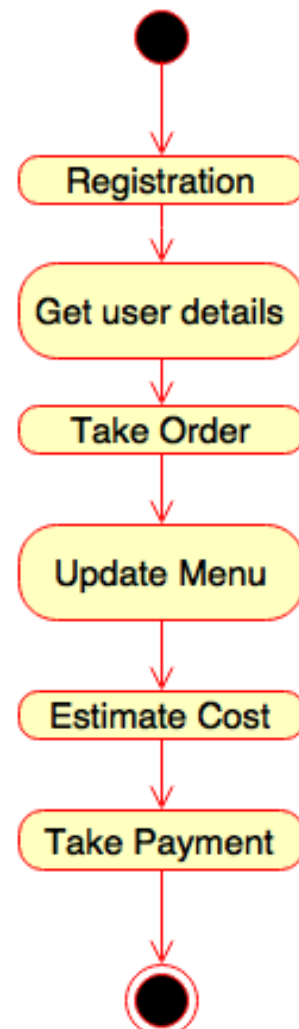 Registration
Get user details
Take Order
Update Menu
Estimate Cost
Take Payment